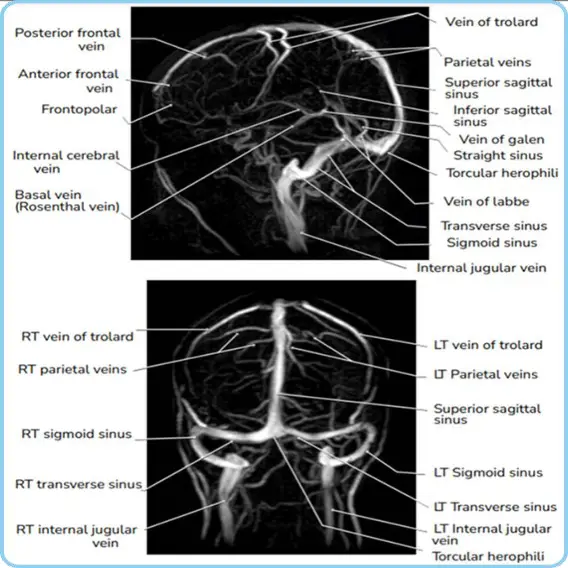 Posterior frontal
vein
Anterior frontal
vein
Frontopolar
Internal cerebral
vein
Basal vein
(Rosenthal vein)
Vein of trolard
Parietal veins
Superior sagittal
sinus
Inferior sagittal
sinus
Vein of galen
Straight sinus
Torcular herophili
Vein of labbe
Transverse sinus
Sigmoid sinus
Internal jugular vein
RT vein of trolard
RT parietal veins
RT sigmoid sinus
RT transverse sinus
RT internal jugular
vein
LT vein of trolard
LT Parietal veins
Superior sagittal
sinus
LT Sigmoid sinus
LT Transverse sinus
LT Internal jugular
vein
Torcular herophili